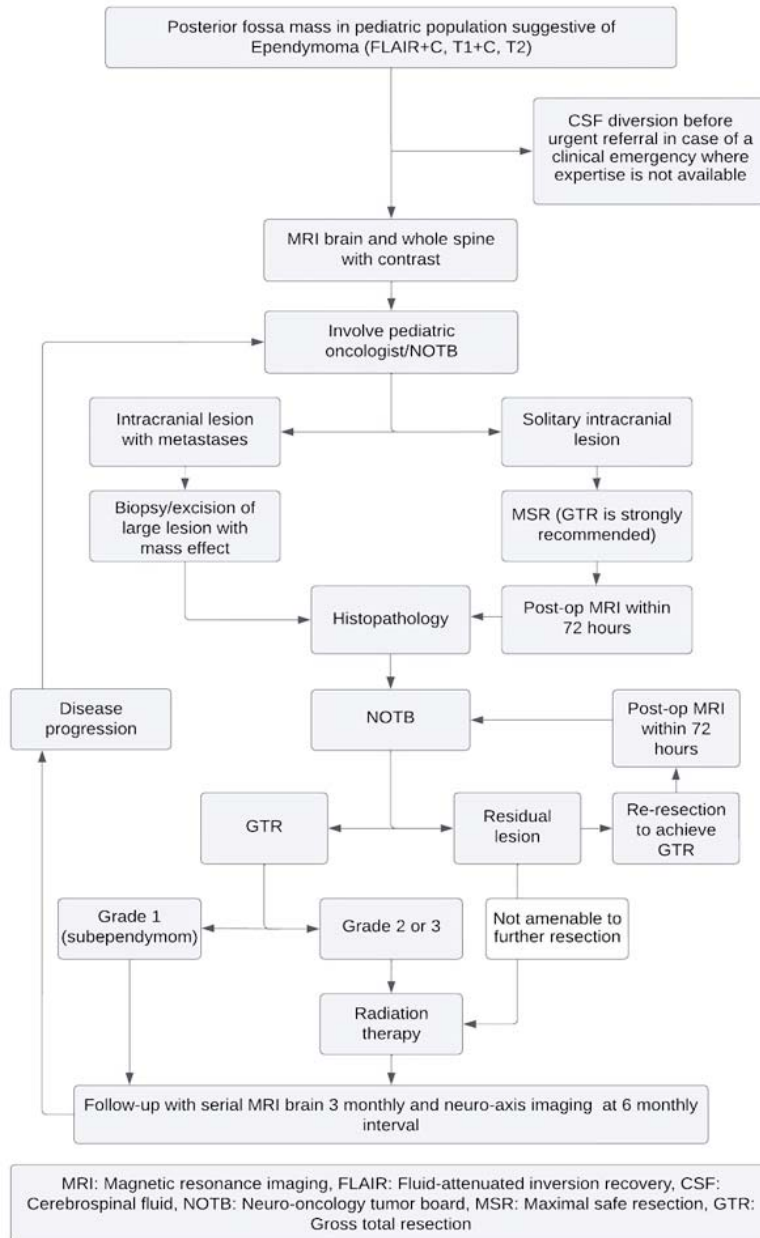 Posterior fossa mass in pediatric population suggestive of
Ependymoma (FLAIR+C, T1+C, T2)
CSF diversion before
urgent referral in case of a
clinical emergency where
expertise is not available
MRI brain and whole spine
with contrast
Involve pediatric
oncologist/NOTB
Intracranial lesion
with metastases
Solitary intracranial
lesion
Biopsy/excision of
large lesion with
mass effect
MSR (GTR is strongly
recommended)
Histopathology
Post-op MRI within
72 hours
Disease
progression
NOTB
Post-op MRI
within 72
hours
GTR
Residual
lesion
Re-resection
to achieve
GTR
Grade 1
(subependymom)
Grade 2 or 3
Not amenable to
further resection
Radiation
therapy
Follow-up with serial MRI brain 3 monthly and neuro-axis imaging at 6 monthly
interval
MRI: Magnetic resonance imaging, FLAIR: Fluid-attenuated inversion recovery, CSF:
Cerebrospinal fluid, NOTB: Neuro-oncology tumor board, MSR: Maximal safe resection, GTR:
Gross total resection